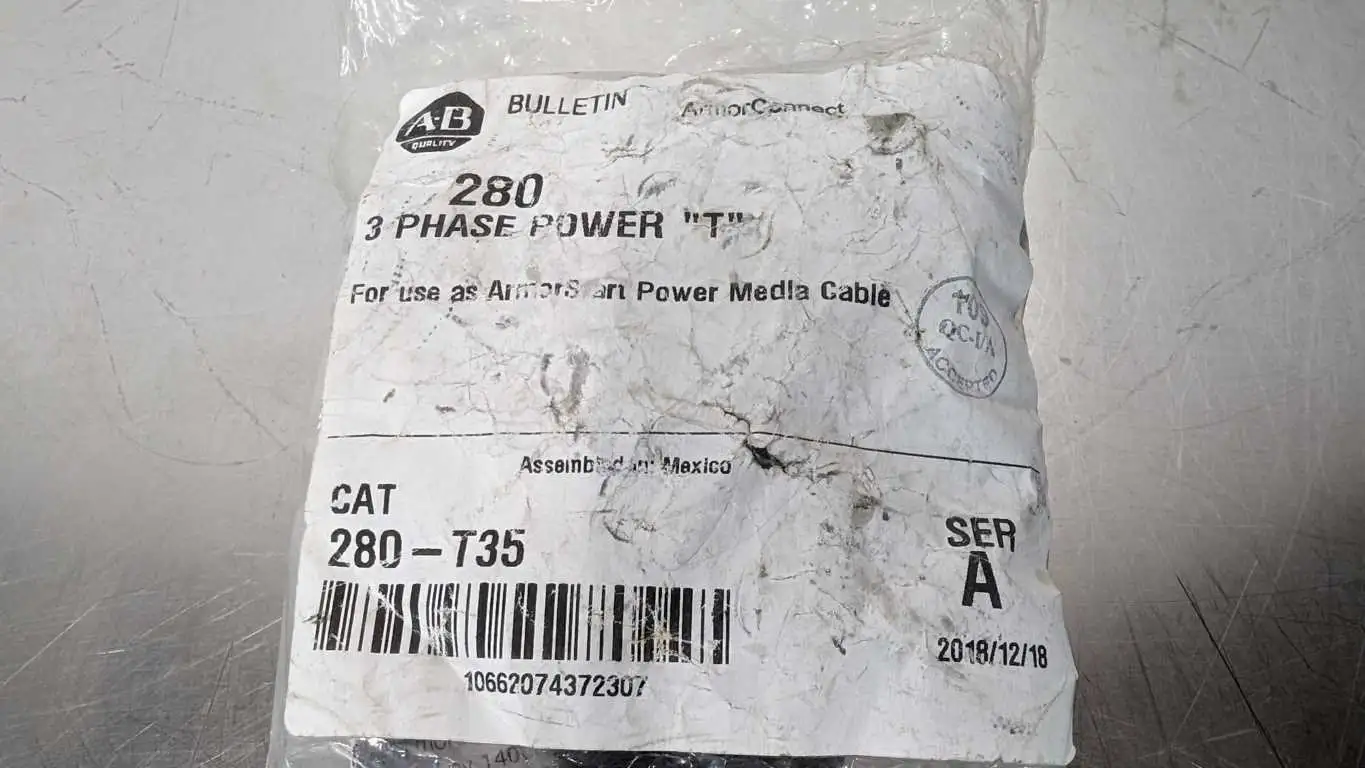 A-B
QUALITY
BULLETIN
ArmorConnect
280
3 PHASE POWER "T"
For use as ArmorStart Power Media Cable
QC-I/A
ACCEPTED
Assembled in: Mexico
CAT
280-T35
SER
A
10662074372307
2018/12/18